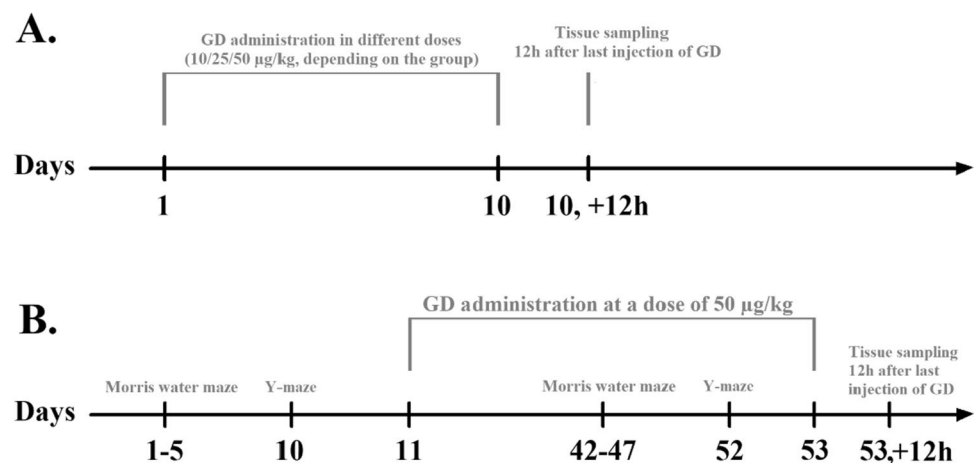 A.
GD administration in different doses
(10/25/50 μg/kg, depending on the group)
Tissue sampling
12h after last injection of GD
Days
1
10
10, +12h
B.
GD administration at a dose of 50 μg/kg
Morris water maze
Y-maze
Morris water maze
Y-maze
Tissue sampling
12h after last
injection of GD
Days
1-5
10
11
42-47
52
53
53,+12h